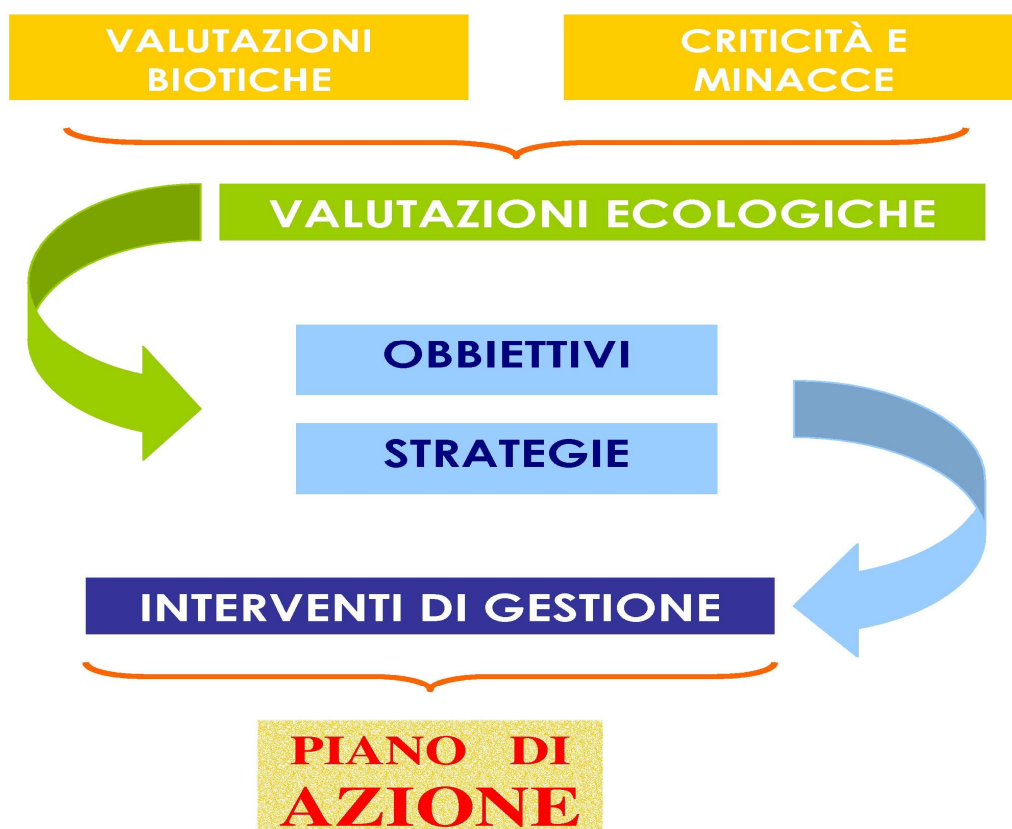 VALUTAZIONI
BIOTICHE
CRITICITÀ E
MINACCE
VALUTAZIONI ECOLOGICHE
OBBIETTIVI
STRATEGIE
INTERVENTI DI GESTIONE
PIANO DI
AZIONE